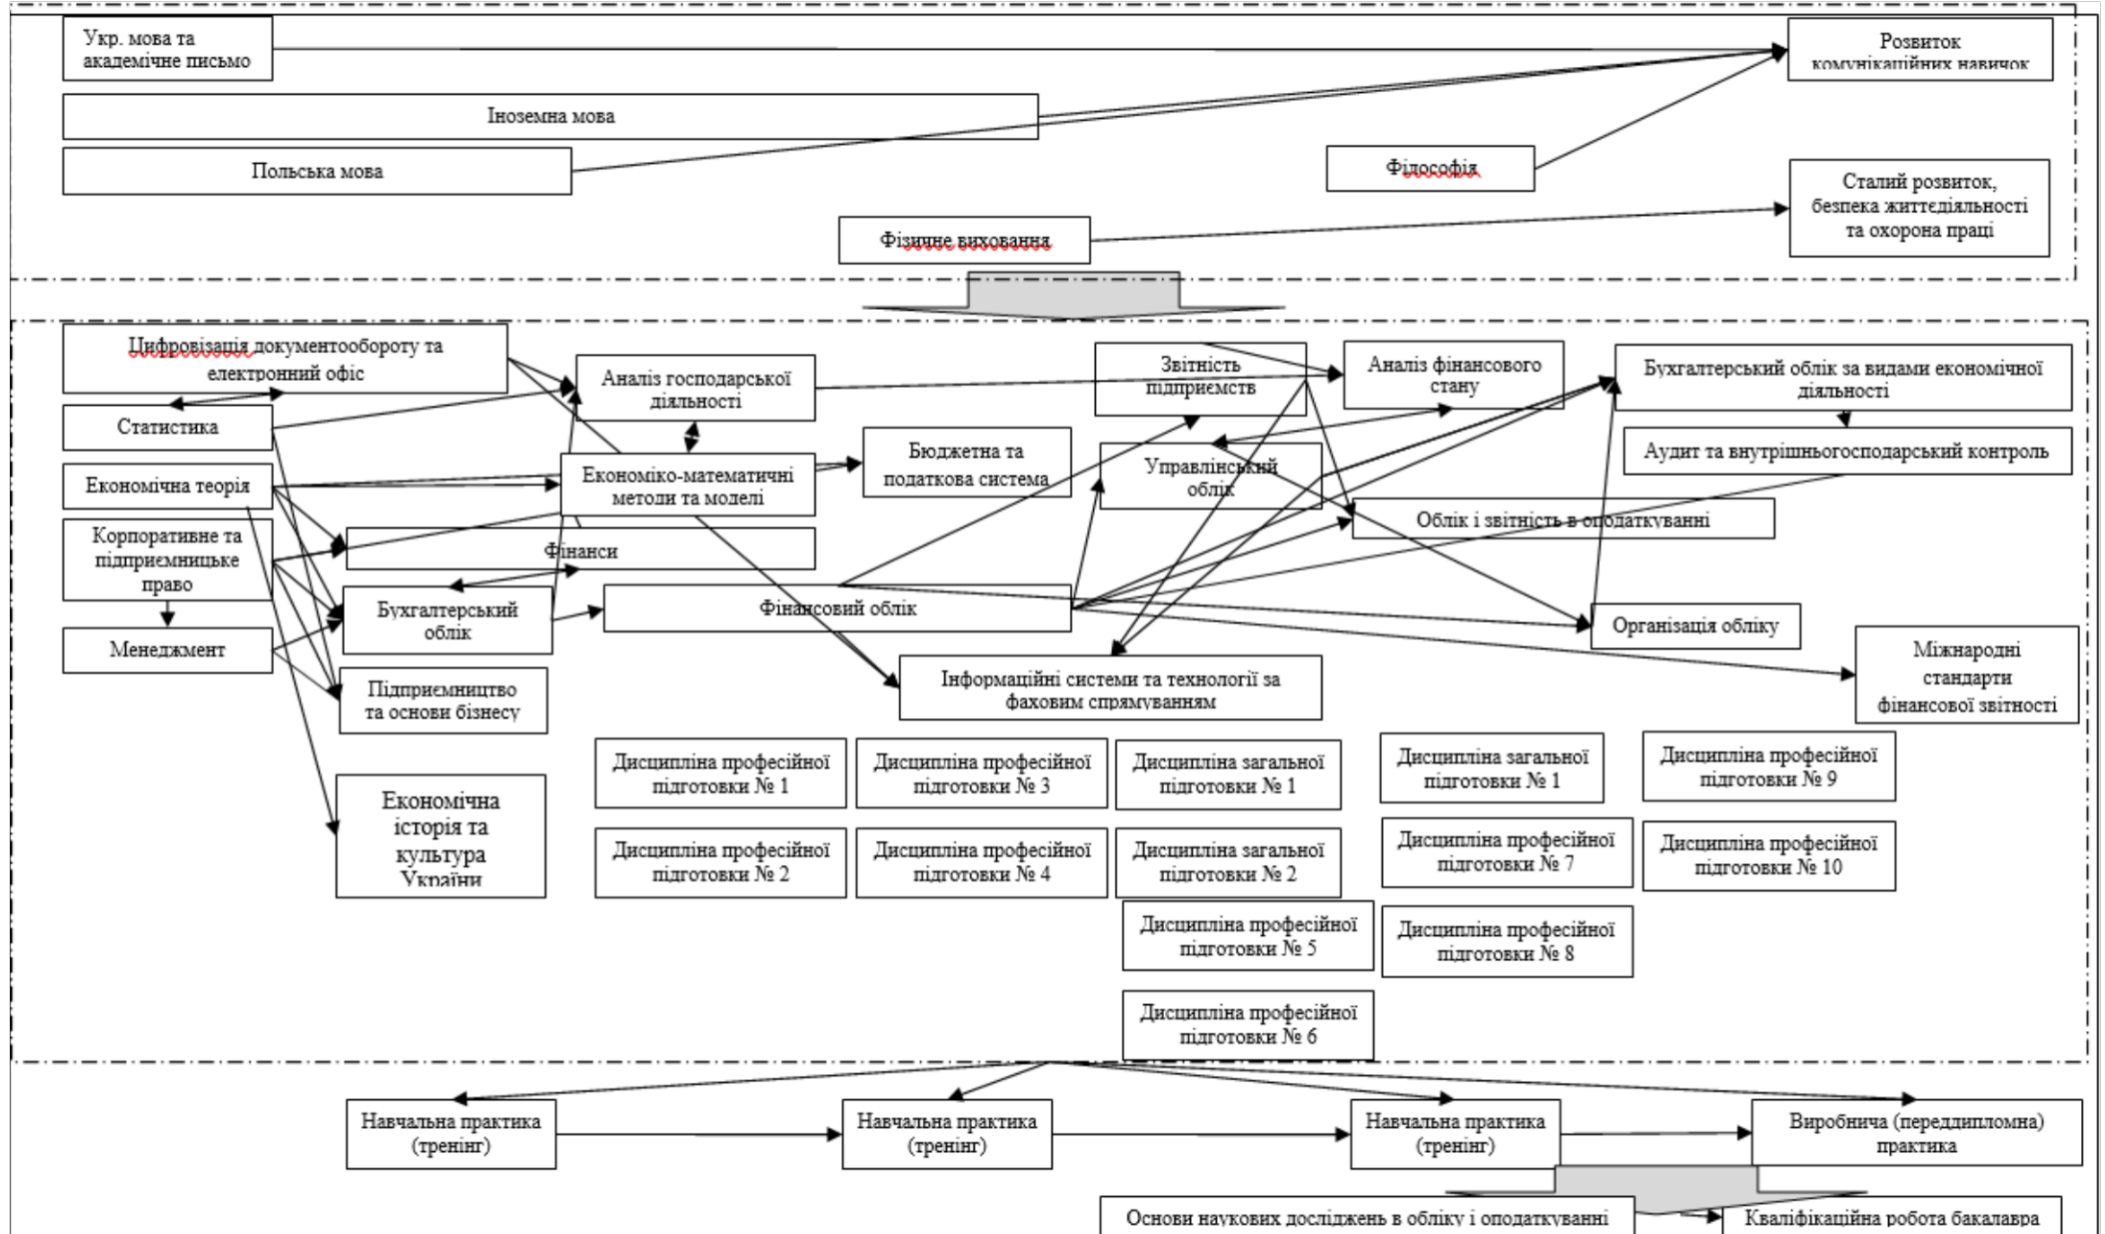 Укр. мова та
академічне письмо
Розвиток
комунікаційних навичок
Іноземна мова
Польська мова
Філософія
Сталий розвиток,
безпека життєдіяльності
та охорона праці
Фізичне виховання
Цифровізація документообороту та
електронний офіс
Статистика
Економічна теорія
Корпоративне та
підприємницьке
право
Менеджмент
Аналіз господарської
діяльності
Економіко-математичні
методи та моделі
Фінанси
Бухгалтерський
облік
Підприємництво
та основи бізнесу
Економічна
історія та
культура
України
Бюджетна та
податкова система
Фінансовий облік
Звітність
підприємств
Управлінський
облік
Аналіз фінансового
стану
Облік і звітність в оподаткуванні
Інформаційні системи та технології за
фаховим спрямуванням
Бухгалтерський облік за видами економічної
діяльності
Аудит та внутрішньогосподарський контроль
Організація обліку
Міжнародні
стандарти
фінансової звітності
Дисципліна професійної
підготовки № 1
Дисципліна професійної
підготовки № 3
Дисципліна загальної
підготовки № 1
Дисципліна загальної
підготовки № 1
Дисципліна професійної
підготовки № 9
Дисципліна професійної
підготовки № 2
Дисципліна професійної
підготовки № 4
Дисципліна загальної
підготовки № 2
Дисципліна професійної
підготовки № 7
Дисципліна професійної
підготовки № 10
Дисципліна професійної
підготовки № 5
Дисципліна професійної
підготовки № 8
Дисципліна професійної
підготовки № 6
Навчальна практика
(тренінг)
Навчальна практика
(тренінг)
Навчальна практика
(тренінг)
Виробнича (переддипломна)
практика
Основи наукових досліджень в обліку і оподаткуванні
Кваліфікаційна робота бакалавра